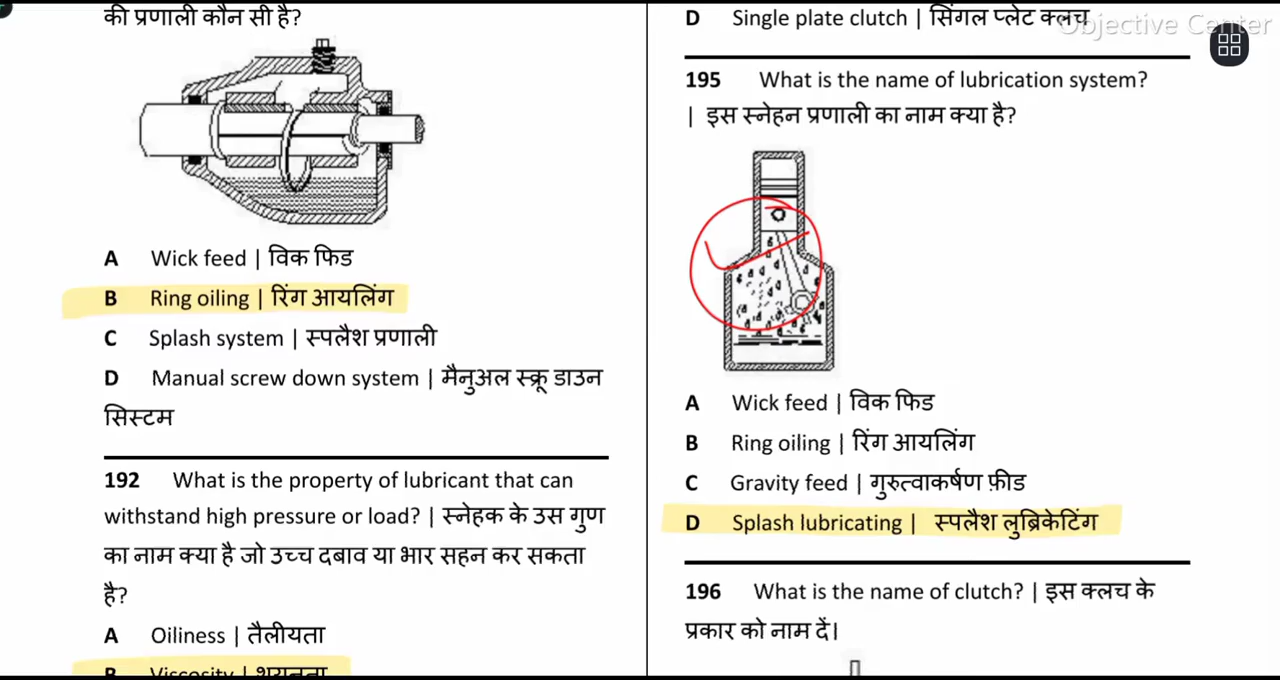 की प्रणाली कौन सी है?
A Wick feed | विक फिड
B Ring oiling | रिंग आयलिंग
C Splash system | स्पलैश प्रणाली
D Manual screw down system | मैनुअल स्क्रू डाउन
सिस्टम
192 What is the property of lubricant that can
withstand high pressure or load? | स्नेहक के उस गुण
का नाम क्या है जो उच्च दबाव या भार सहन कर सकता
है?
A Oiliness | तैलीयता
B Viscosity |
D Single plate clutch | सिंगल प्लेट क्लच
Objective Center
195 What is the name of lubrication system?
| इस स्नेहन प्रणाली का नाम क्या है?
A Wick feed | विक फिड
B Ring oiling | रिंग आयलिंग
C Gravity feed | गुरुत्वाकर्षण फ़ीड
D Splash lubricating | स्पलैश लुब्रिकेटिंग
196 What is the name of clutch? | इस क्लच के
प्रकार को नाम दें।